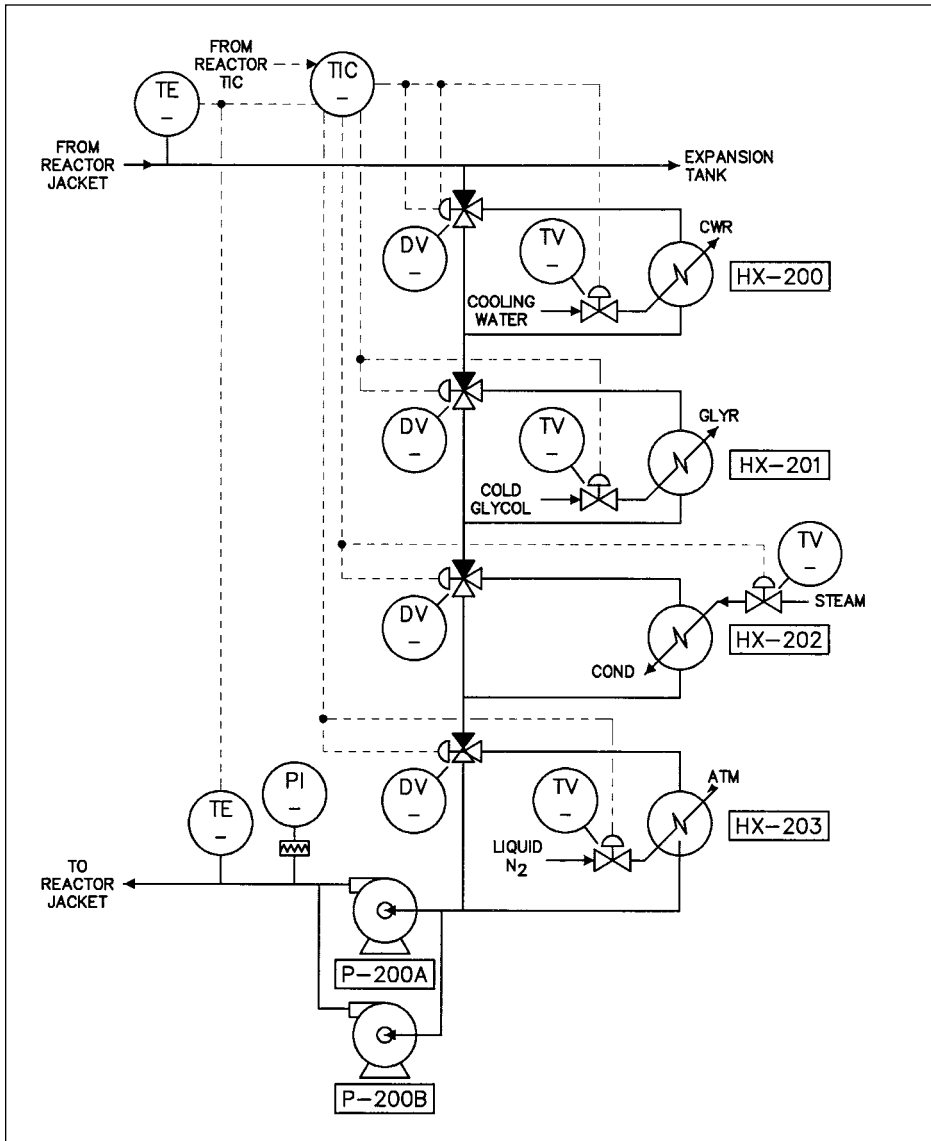 FROM
REACTOR
TIC
TIC
–
TE
–
FROM
REACTOR
JACKET
EXPANSION
TANK
DV
–
TV
–
CWR
HX-200
COOLING
WATER
DV
–
TV
–
GLYR
HX-201
COLD
GLYCOL
TV
–
DV
–
STEAM
HX-202
COND
DV
–
TV
–
ATM
HX-203
LIQUID
N2
PI
–
TE
–
TO
REACTOR
JACKET
P-200A
P-200B